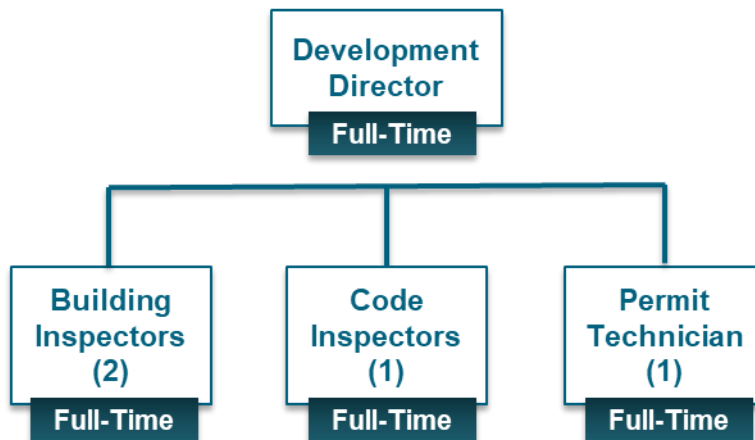 Development
Director
Full-Time
Building
Inspectors
(2)
Full-Time
Code
Inspectors
(1)
Full-Time
Permit
Technician
(1)
Full-Time